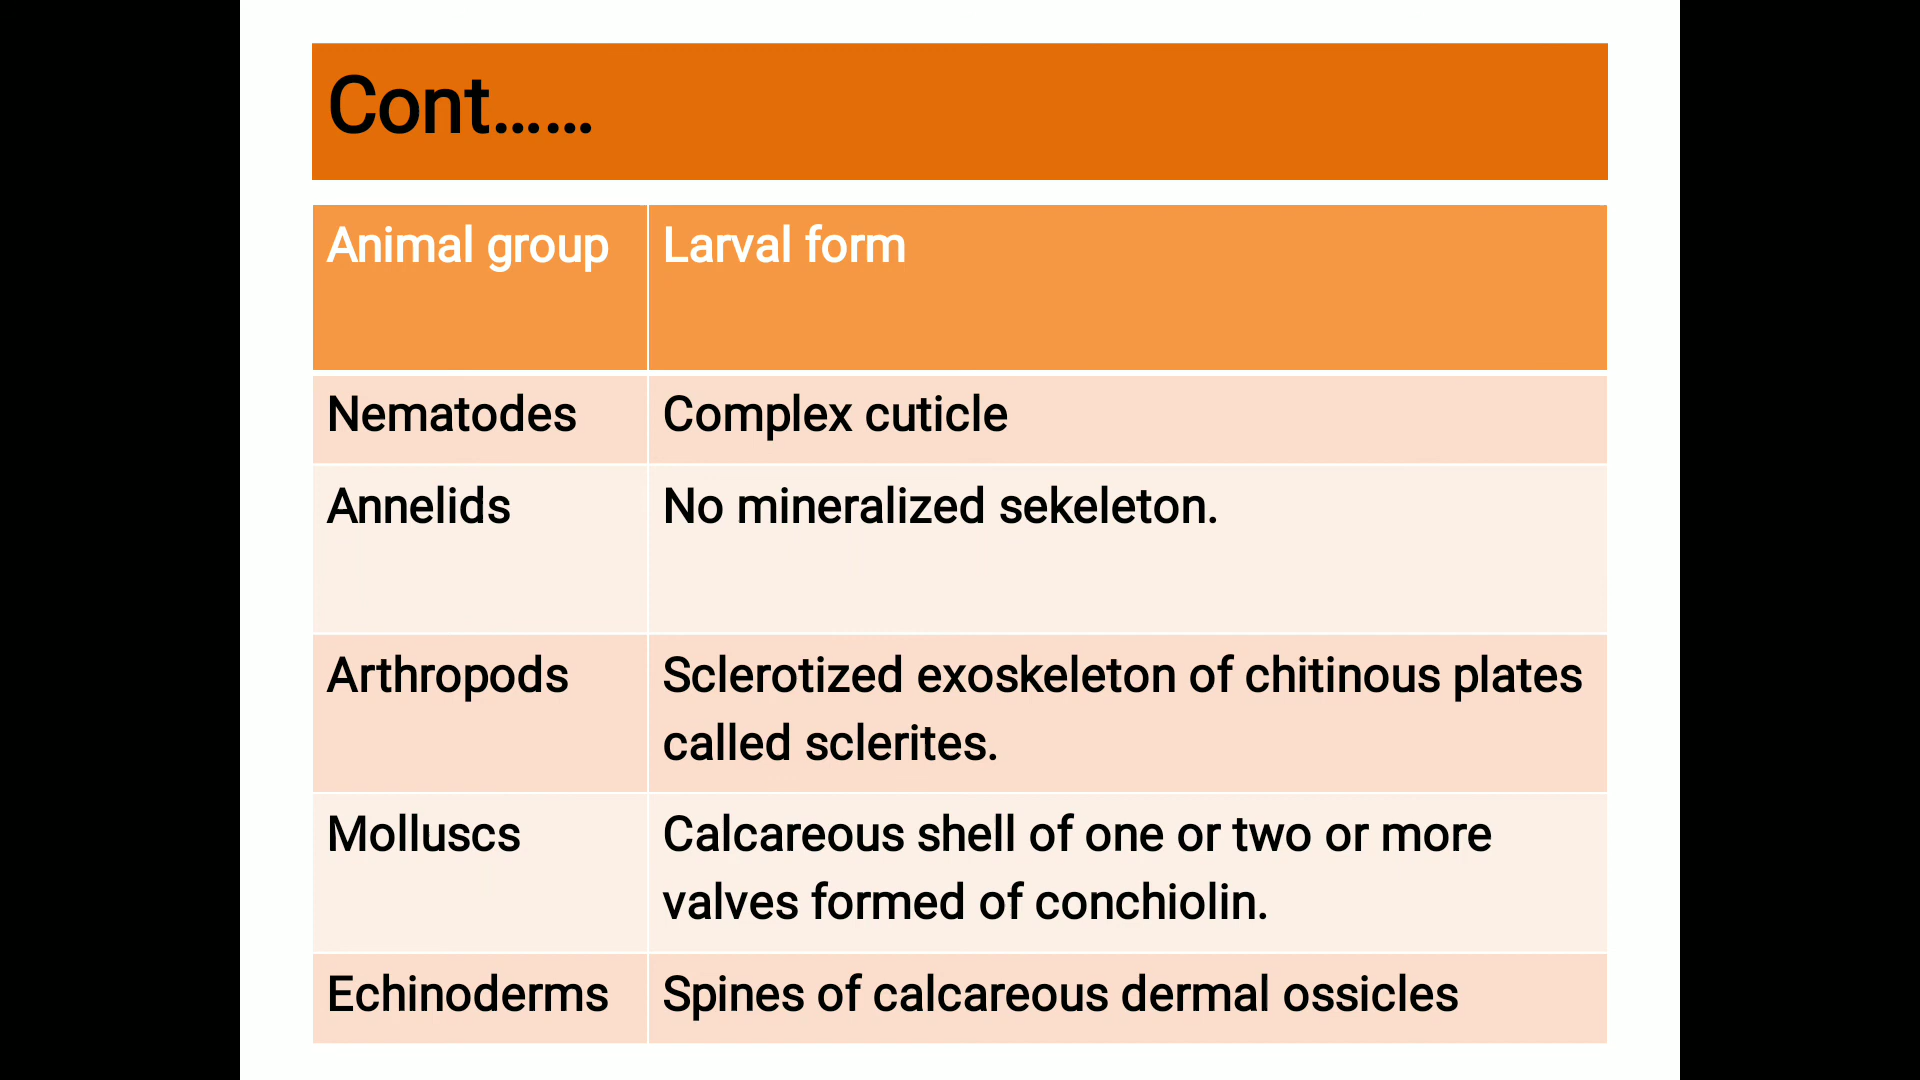 Cont……
Animal group
Larval form
Nematodes
Complex cuticle
Annelids
No mineralized sekeleton.
Arthropods
Sclerotized exoskeleton of chitinous plates
called sclerites.
Molluscs
Calcareous shell of one or two or more
valves formed of conchiolin.
Echinoderms
Spines of calcareous dermal ossicles